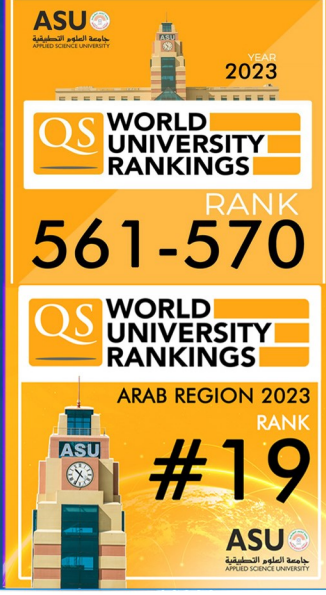 ASU
جامعة العلوم التطبيقية
APPLIED SCIENCE UNIVERSITY
ASU
YEAR
2023
QS
WORLD
UNIVERSITY
RANKINGS
RANK
561-570
QS
WORLD
UNIVERSITY
RANKINGS
ARAB REGION 2023
RANK
#19
ASU
ASU
جامعة العلوم التطبيقية
APPLIED SCIENCE UNIVERSITY